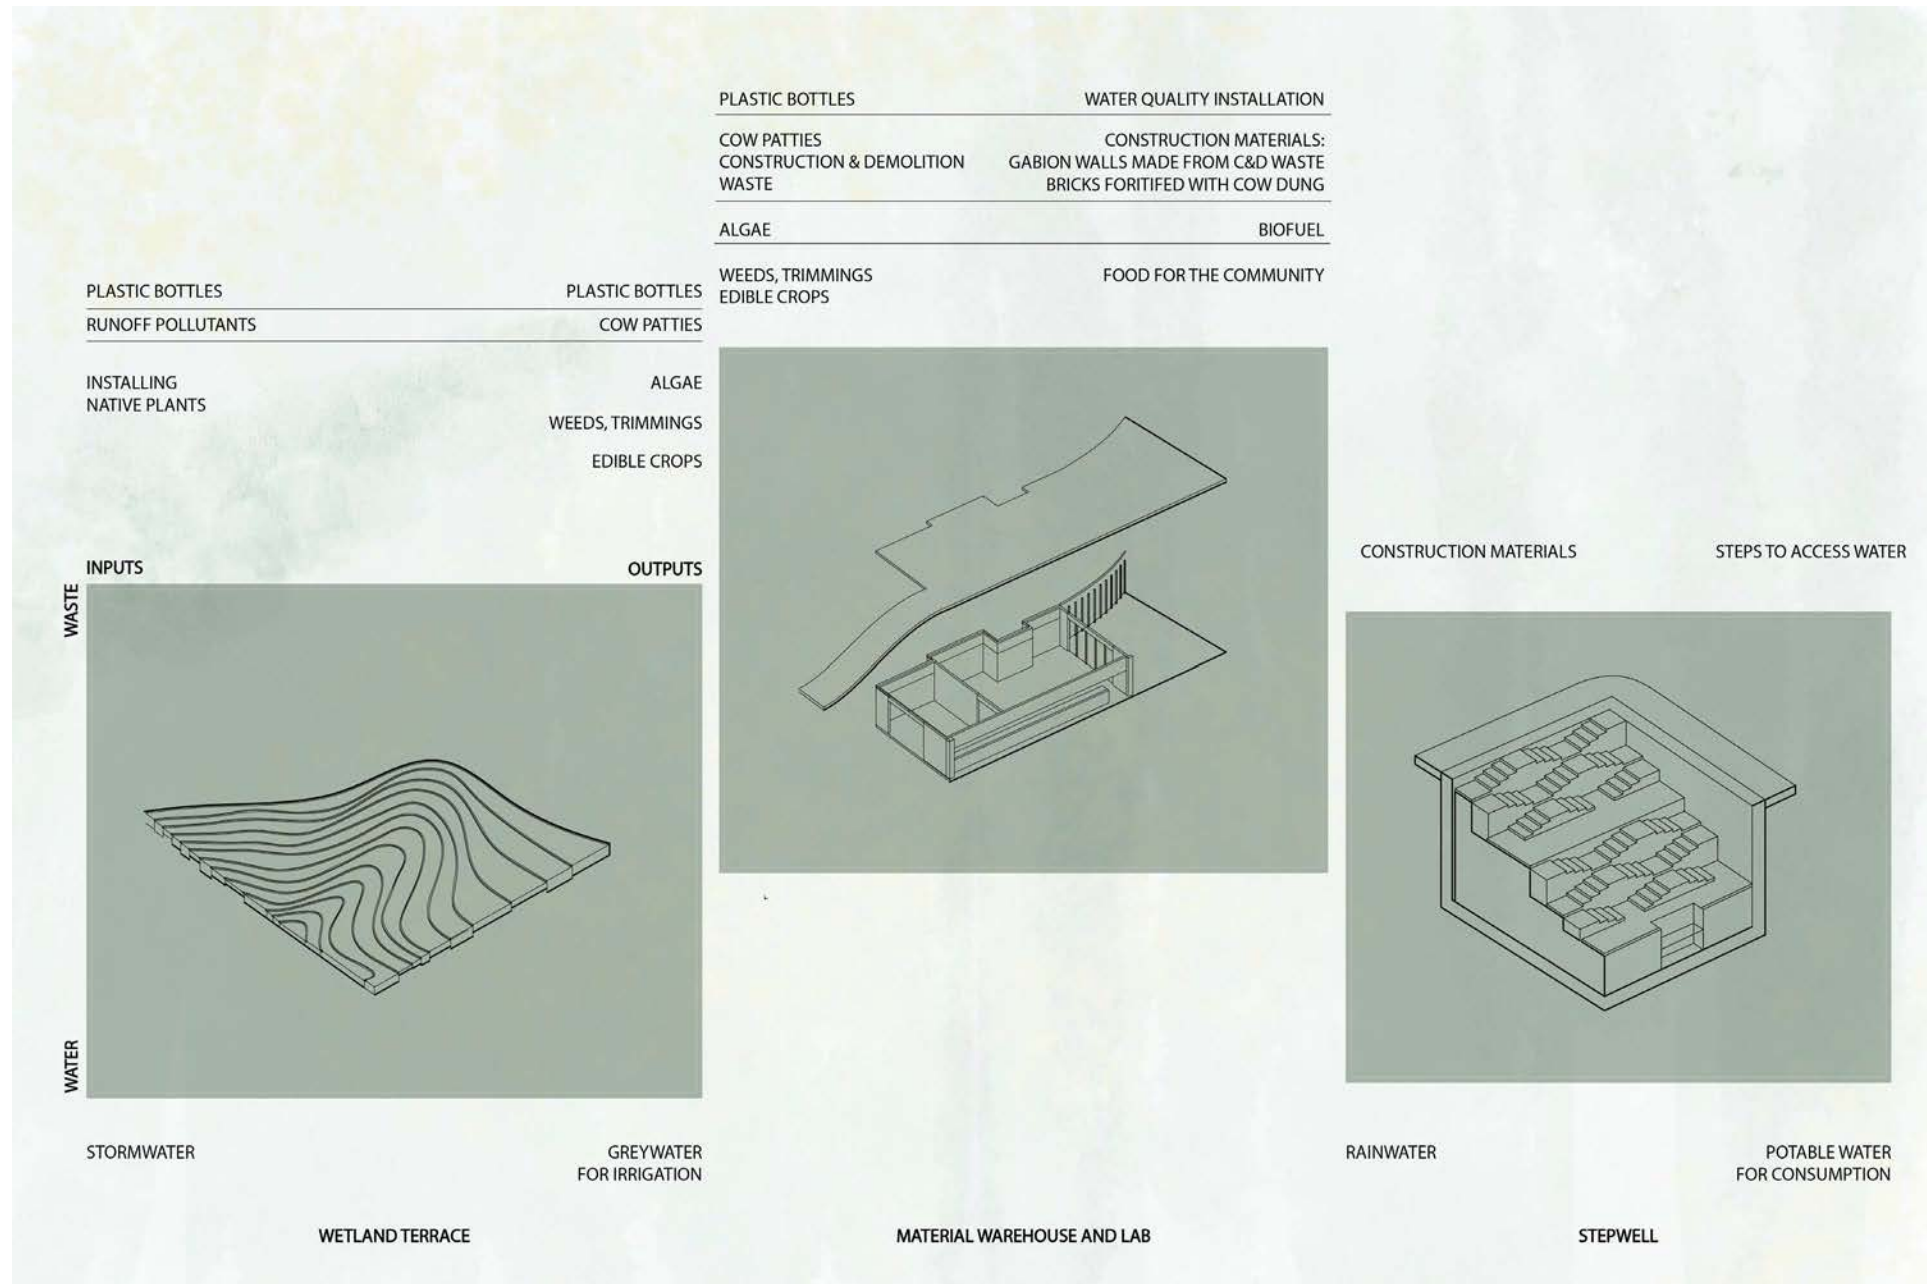 PLASTIC BOTTLES
PLASTIC BOTTLES
RUNOFF POLLUTANTS
COW PATTIES
INSTALLING
NATIVE PLANTS
ALGAE
WEEDS, TRIMMINGS
EDIBLE CROPS
INPUTS
OUTPUTS
WASTE
WATER
STORMWATER
GREYWATER
FOR IRRIGATION
WETLAND TERRACE
PLASTIC BOTTLES
WATER QUALITY INSTALLATION
COW PATTIES
CONSTRUCTION & DEMOLITION
WASTE
CONSTRUCTION MATERIALS:
GABION WALLS MADE FROM C&D WASTE
BRICKS FORITIFED WITH COW DUNG
ALGAE
BIOFUEL
WEEDS, TRIMMINGS
EDIBLE CROPS
FOOD FOR THE COMMUNITY
MATERIAL WAREHOUSE AND LAB
CONSTRUCTION MATERIALS
STEPS TO ACCESS WATER
RAINWATER
POTABLE WATER
FOR CONSUMPTION
STEPWELL